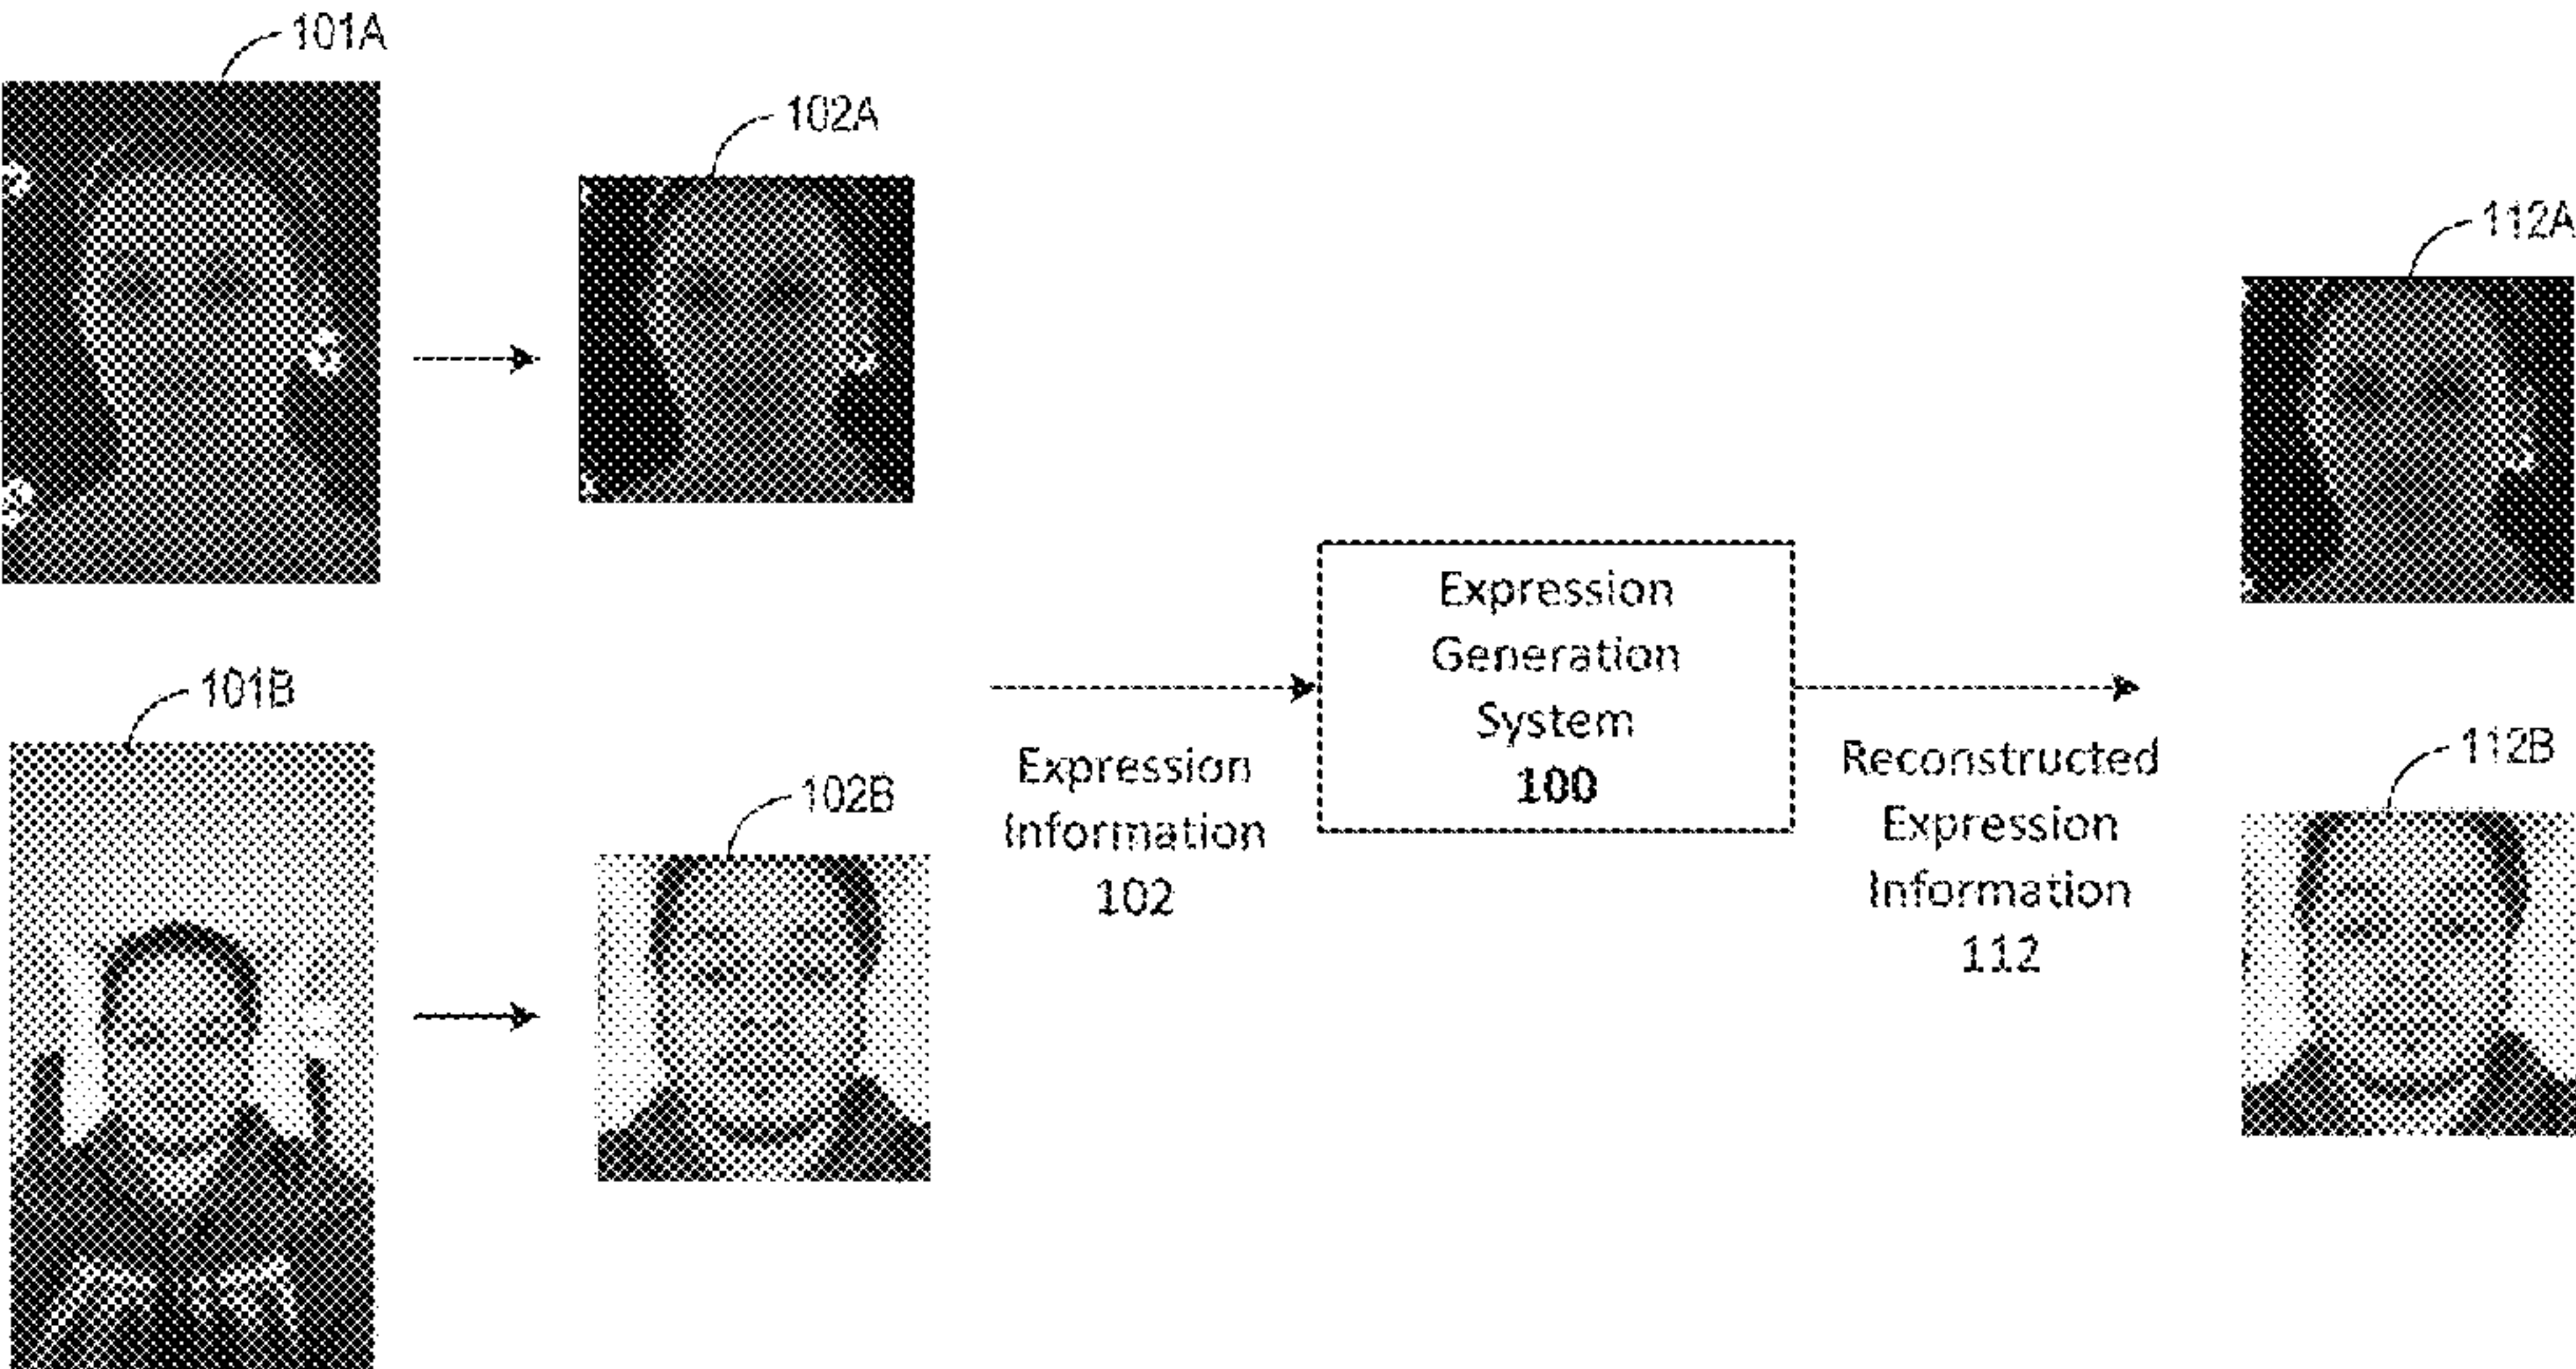 101A
102A
112A
101B
102B
112B
Expression
Information
102
Expression
Generation
System
100
Reconstructed
Expression
Information
112